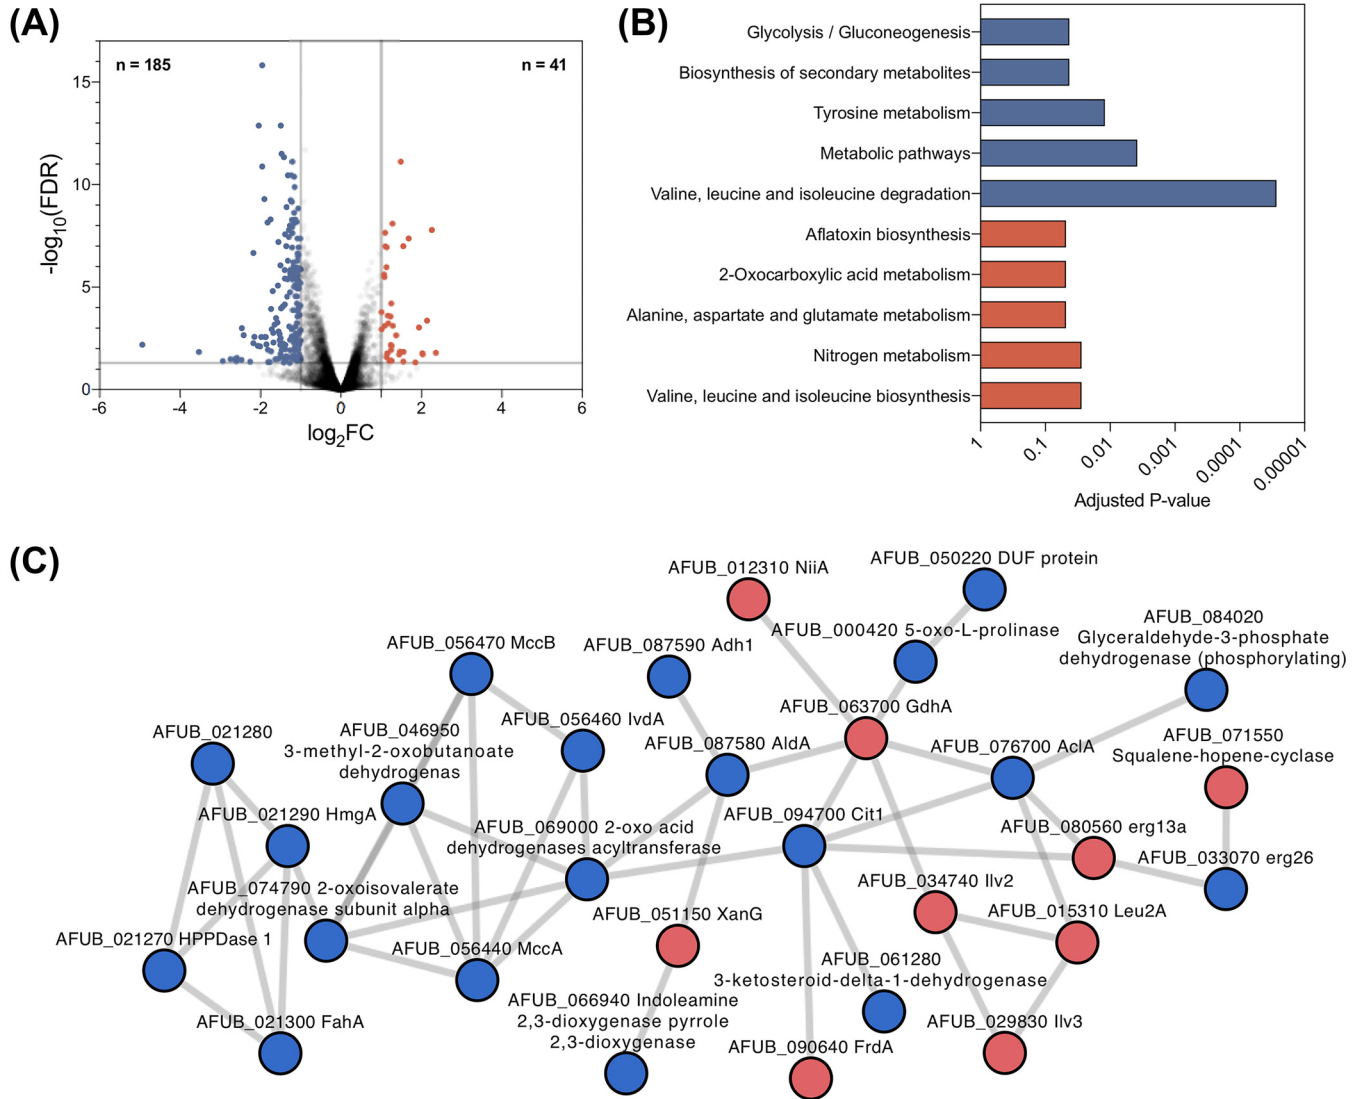 (A)
n = 185
n = 41
15
10
5
0
-log10(FDR)
-6
-4
-2
0
2
4
6
log2FC
(B)
Glycolysis / Gluconeogenesis
Biosynthesis of secondary metabolites
Tyrosine metabolism
Metabolic pathways
Valine, leucine and isoleucine degradation
Aflatoxin biosynthesis
2-Oxocarboxylic acid metabolism
Alanine, aspartate and glutamate metabolism
Nitrogen metabolism
Valine, leucine and isoleucine biosynthesis
1
0.1
0.01
0.001
0.0001
0.00001
Adjusted P-value
(C)
AFUB_012310 NiiA
AFUB_050220 DUF protein
AFUB_000420 5-oxo-L-prolinase
AFUB_084020
Glyceraldehyde-3-phosphate
dehydrogenase (phosphorylating)
AFUB_056470 MccB
AFUB_087590 Adh1
AFUB_063700 GdhA
AFUB_021280
AFUB_046950
3-methyl-2-oxobutanoate
dehydrogenas
AFUB_056460 IvdA
AFUB_087580 AldA
AFUB_076700 AclA
AFUB_071550
Squalene-hopene-cyclase
AFUB_021290 HmgA
AFUB_069000 2-oxo acid
dehydrogenases acyltransferase
AFUB_094700 Cit1
AFUB_080560 erg13a
AFUB_033070 erg26
AFUB_074790 2-oxoisovalerate
dehydrogenase subunit alpha
AFUB_034740 Ilv2
AFUB_051150 XanG
AFUB_015310 Leu2A
AFUB_021270 HPPDase 1
AFUB_056440 MccA
AFUB_061280
3-ketosteroid-delta-1-dehydrogenase
AFUB_066940 Indoleamine
2,3-dioxygenase pyrrole
2,3-dioxygenase
AFUB_021300 FahA
AFUB_090640 FrdA
AFUB_029830 Ilv3